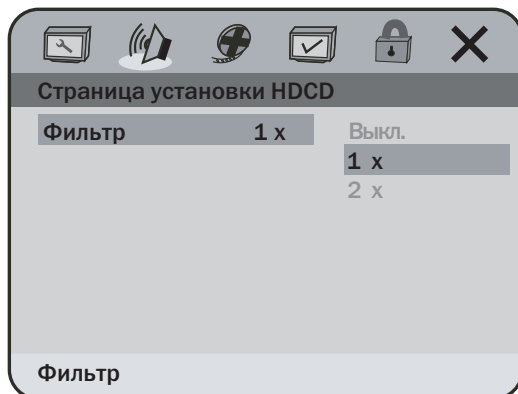 Страница установки HDCD
Фильтр 1 x Выкл.
1 x
2 x
Фильтр